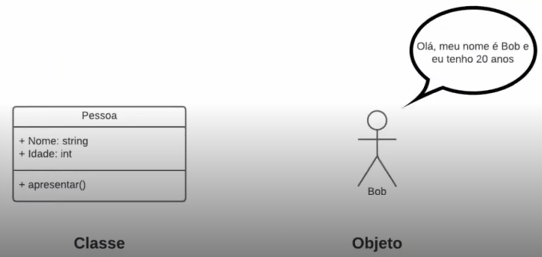 Olá, meu nome é Bob e
eu tenho 20 anos
Pessoa
+ Nome: string
+ Idade: int
+ apresentar()
Bob
Classe
Objeto